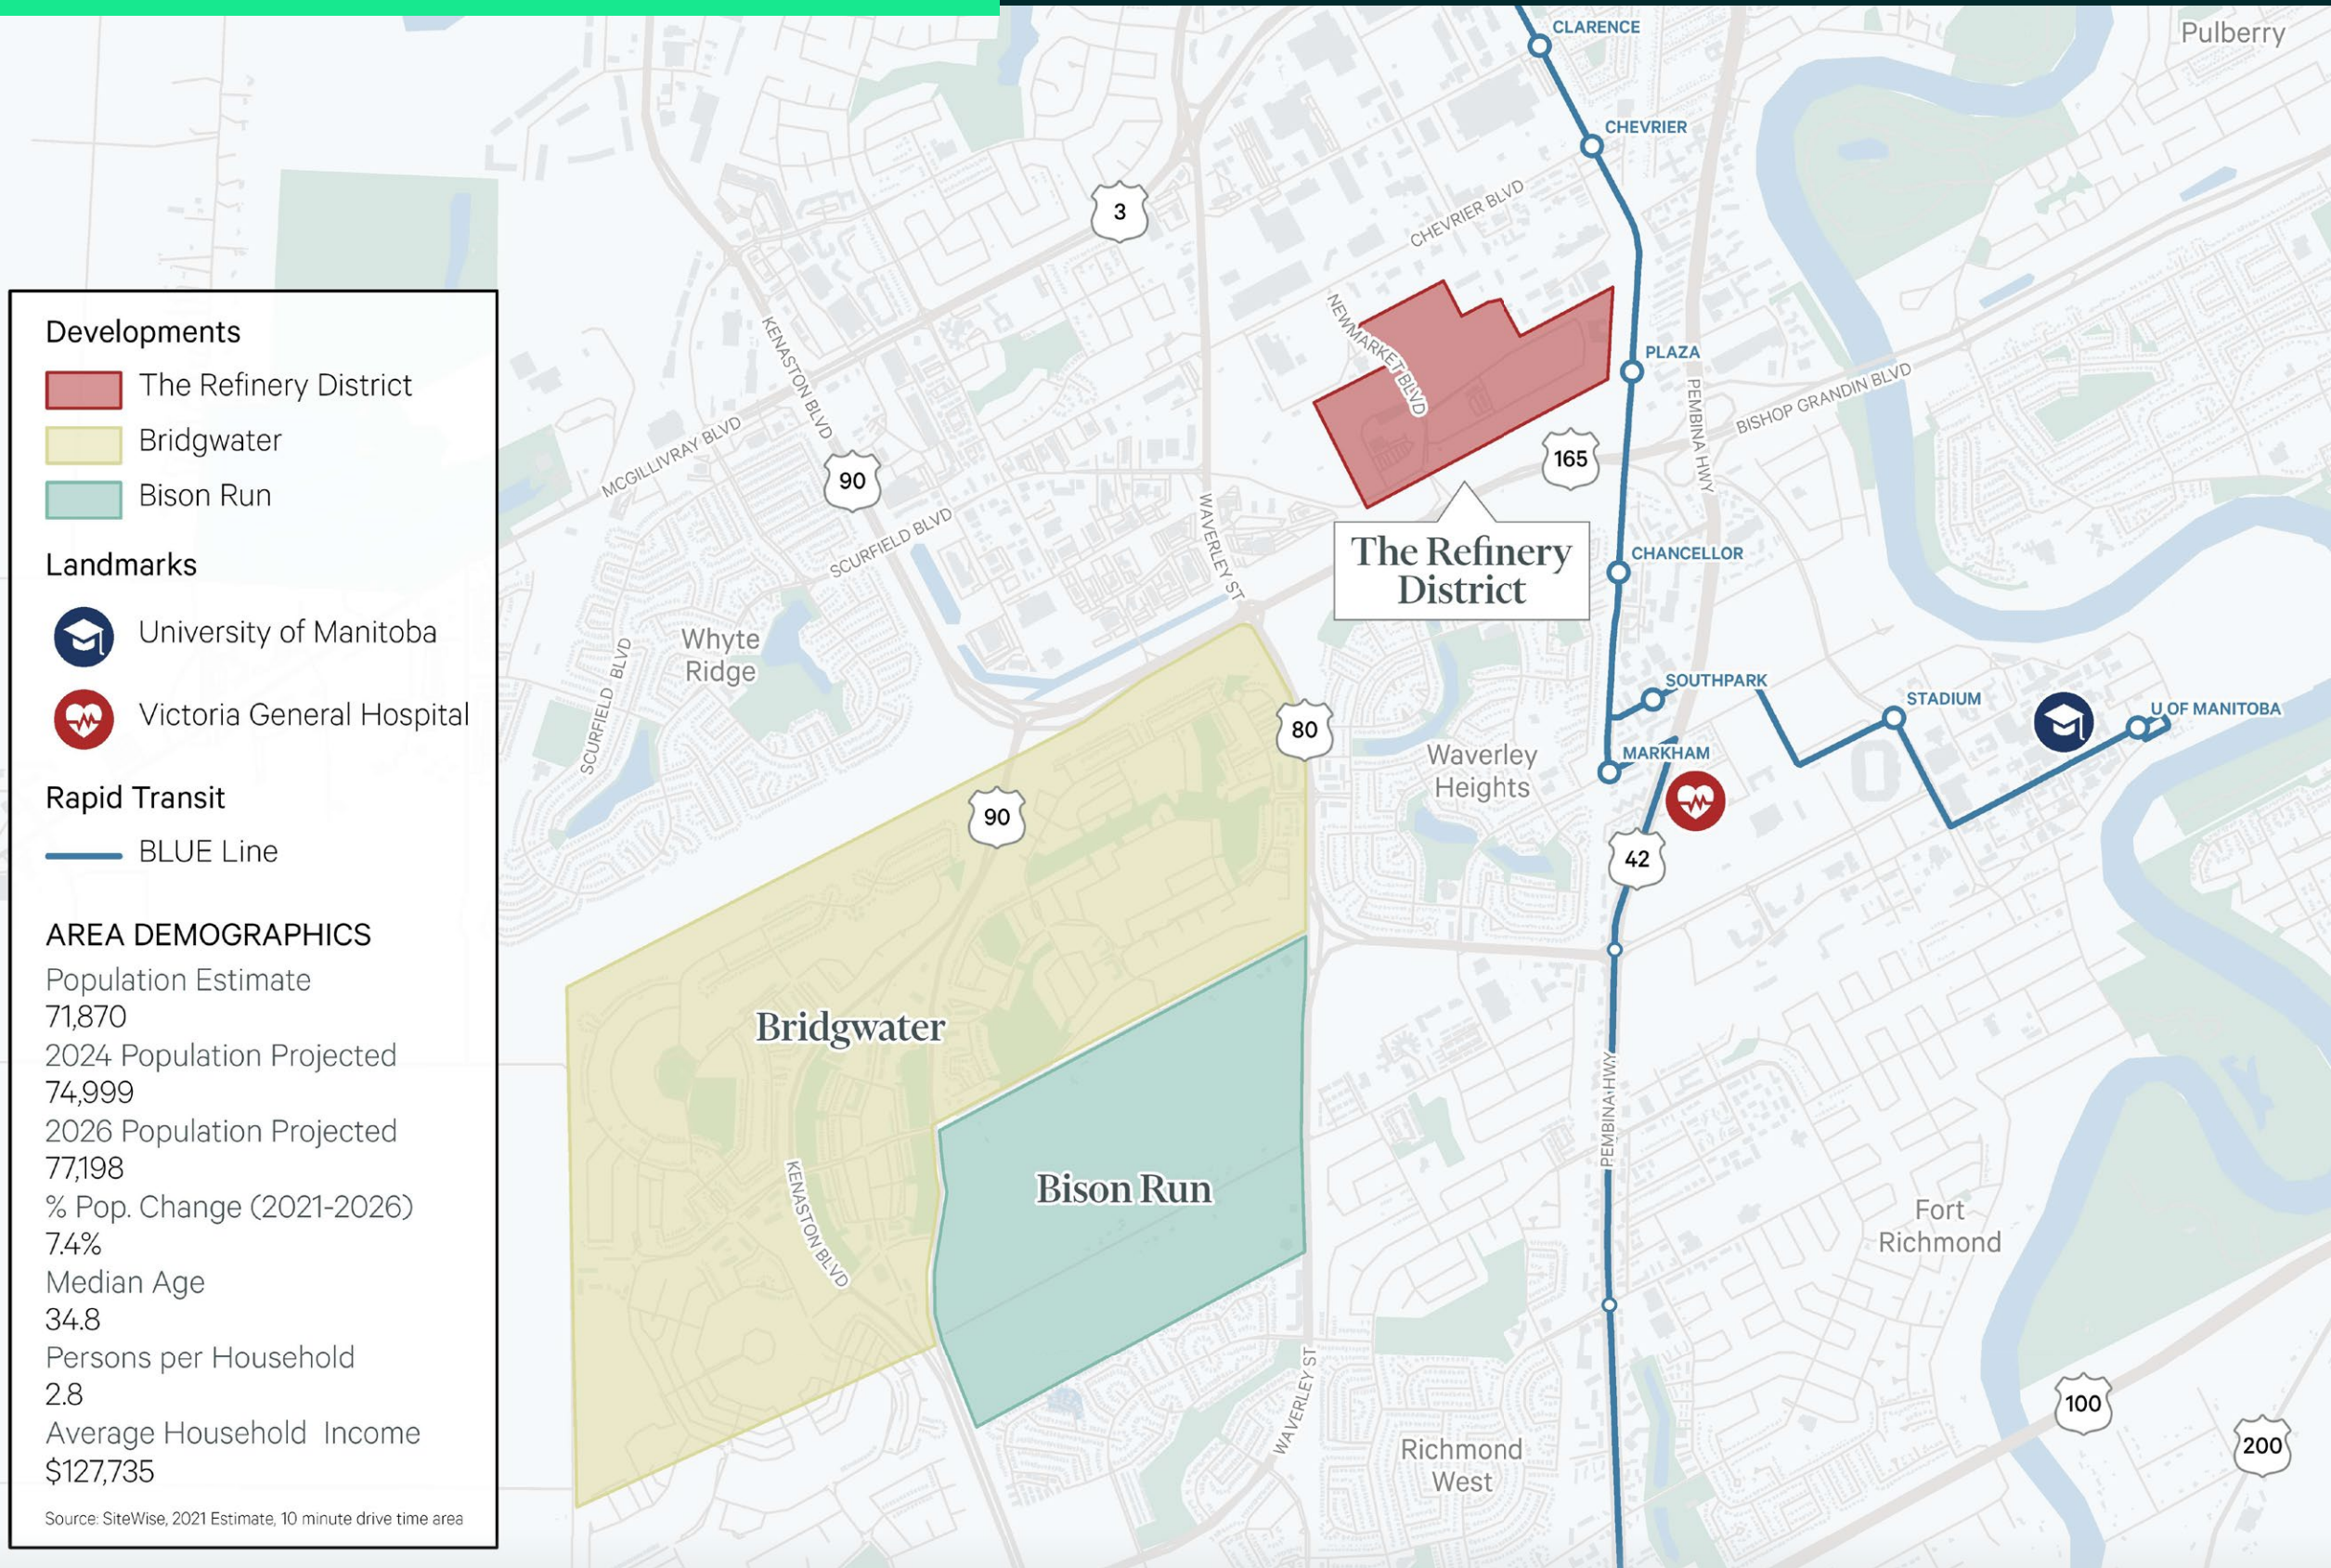 Developments
The Refinery District
Bridgwater
Bison Run
Landmarks
University of Manitoba
Victoria General Hospital
Rapid Transit
BLUE Line
AREA DEMOGRAPHICS
Population Estimate
71,870
2024 Population Projected
74,999
2026 Population Projected
77,198
% Pop. Change (2021-2026)
7.4%
Median Age
34.8
Persons per Household
2.8
Average Household Income
$127,735
Source: SiteWise, 2021 Estimate, 10 minute drive time area
CLARENCE
Pulberry
CHEVRIER
CHEVRIER BLVD
3
KENASTON BLVD
NEWMARKET BLVD
PLAZA
PEMBINA HWY
BISHOP GRANDIN BLVD
MCGILLIVRAY BLVD
90
165
SCURFIELD BLVD
WAVERLEY ST
The Refinery
District
CHANCELLOR
Whyte
Ridge
SCURFIELD BLVD
SOUTHPARK
STADIUM
U OF MANITOBA
80
Waverley
Heights
MARKHAM
90
42
Bridgwater
PEMBINA HWY
Bison Run
KENASTON BLVD
Fort
Richmond
WAVERLEY ST
100
Richmond
West
200